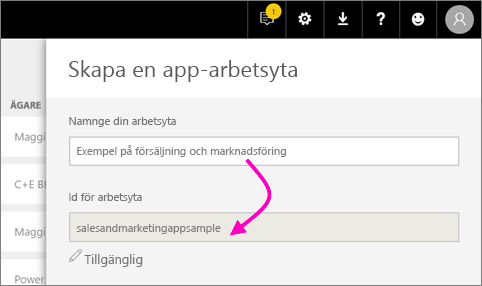 1
?
Skapa en app-arbetsyta
ÄGARE
Namnge din arbetsyta
Maggi
Exempel på försäljning och marknadsföring
C+E BI
Id för arbetsyta
Maggi
salesandmarketingappsample
Tillgänglig
Power